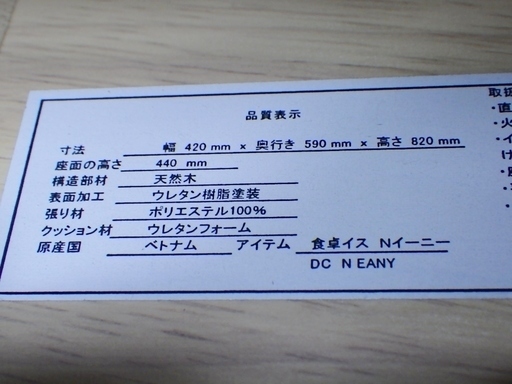 品質表示
寸法 幅 420 mm × 奥行き 590 mm × 高さ 820 mm
座面の高さ 440 mm
構造部材 天然木
表面加工 ウレタン樹脂塗装
張り材 ポリエステル100%
クッション材 ウレタンフォーム
原産国 ベトナム アイテム 食卓イス Nイーニー
DC N EANY
取扱
・直
・火
・イ
け